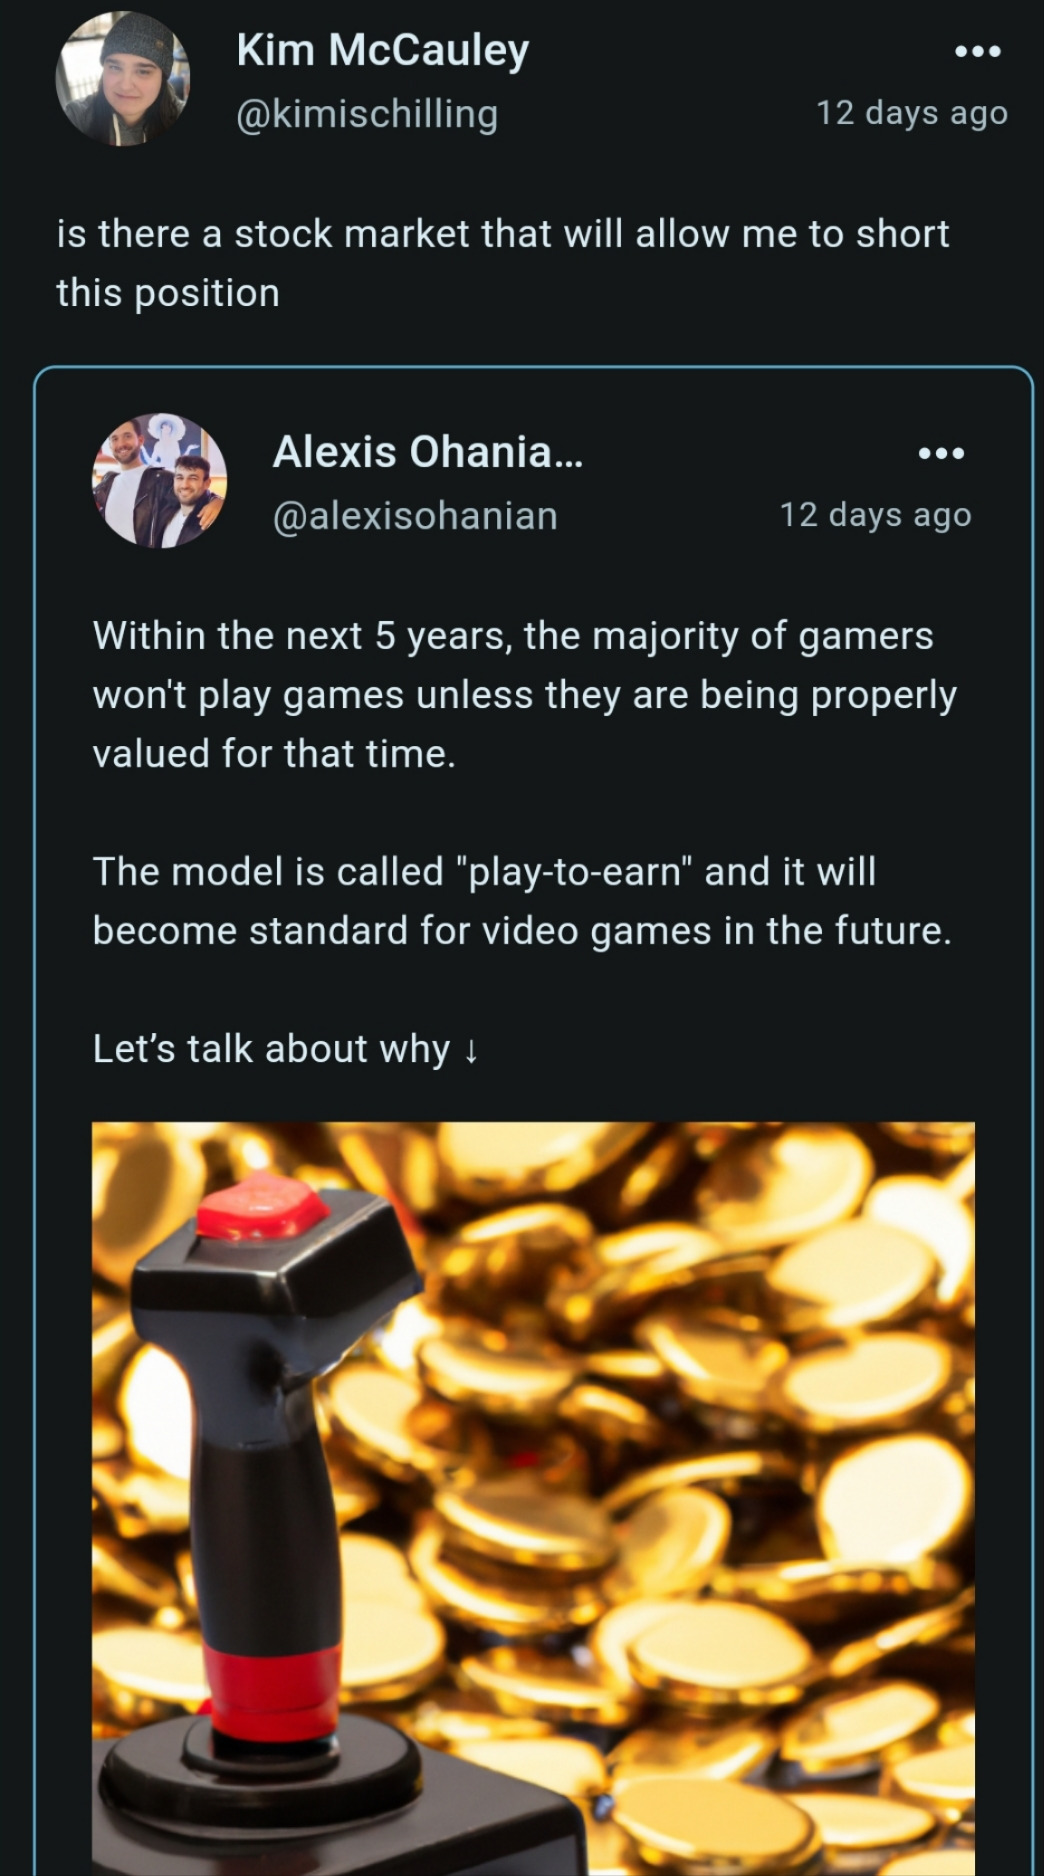 Kim McCauley
@kimischilling
12 days ago
is there a stock market that will allow me to short
this position
Alexis Ohania...
@alexisohanian
12 days ago
Within the next 5 years, the majority of gamers
won't play games unless they are being properly
valued for that time.
The model is called "play-to-earn" and it will
become standard for video games in the future.
Let’s talk about why ↓